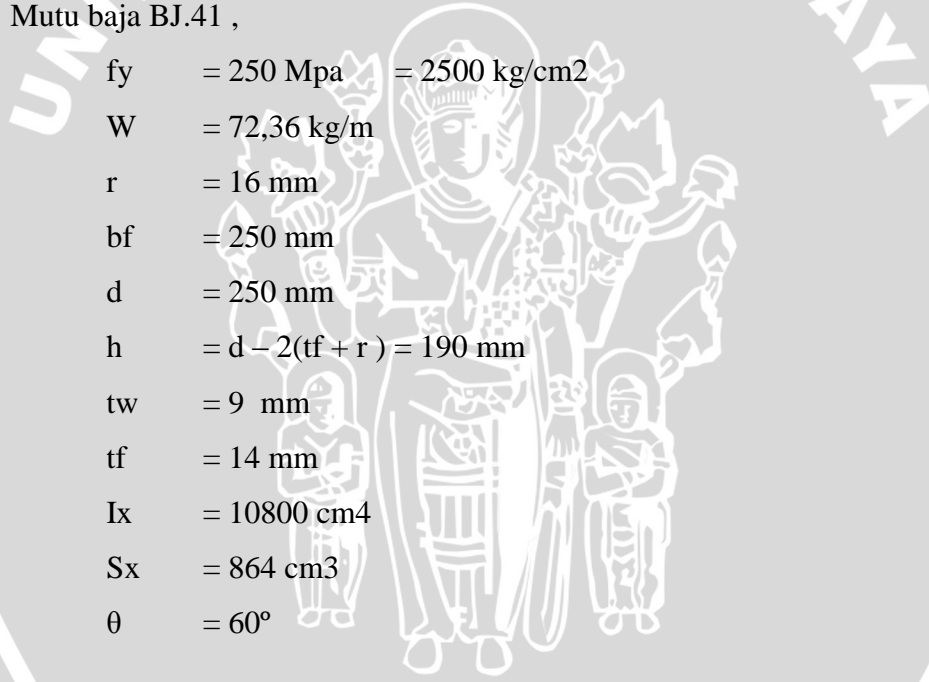 Mutu baja BJ.41 ,
fy = 250 Mpa = 2500 kg/cm2
W = 72,36 kg/m
r = 16 mm
bf = 250 mm
d = 250 mm
h = d – 2(tf + r ) = 190 mm
tw = 9 mm
tf = 14 mm
Ix = 10800 cm4
Sx = 864 cm3
θ = 60º